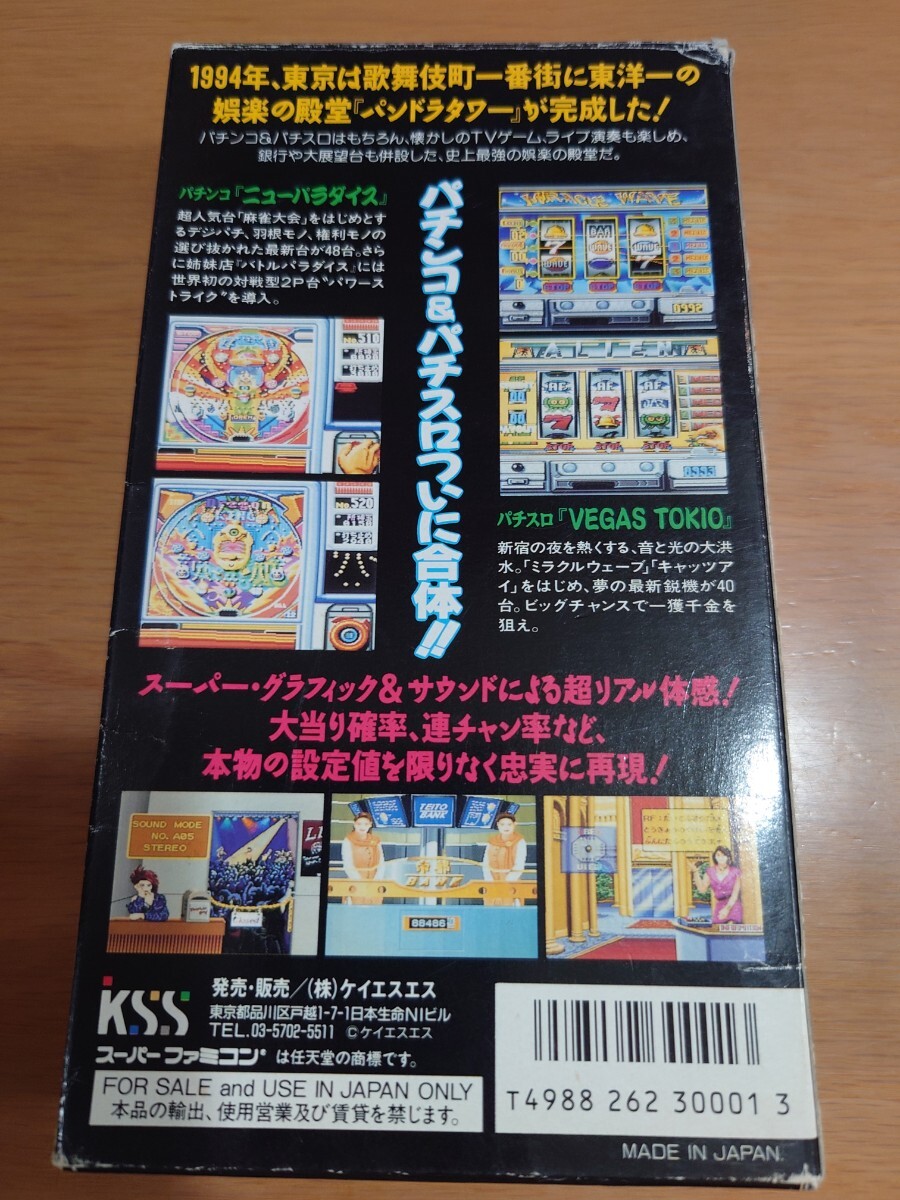 1994年、東京は歌舞伎町一番街に東洋一の
娯楽の殿堂『パンドラタワー』が完成した!
パチンコ&パチスロはもちろん、懐かしのTVゲーム、ライブ演奏も楽しめ、
銀行や大展望台も併設した、史上最強の娯楽の殿堂だ。
パチンコ『ニューパラダイス』
超人気台「麻雀大会」をはじめとす
るデジパチ、羽根モノ、権利モノの
選び抜かれた最新台が48台。さら
に姉妹店『バトルパラダイス』には
世界初の対戦型2P台"パワース
トライク"を導入。
No.510
No.520
パチンコ&パチスロついに合体!!
ALIEN
0992
0993
パチスロ『VEGAS TOKIO』
新宿の夜を熱くする、音と光の大洪
水。「ミラクルウェーブ」「キャッツア
イ」をはじめ、夢の最新鋭機が40
台。ビッグチャンスで一獲千金を
狙え。
スーパー・グラフィック&サウンドによる超リアル体感!
大当り確率、連チャン率など、
本物の設定値を限りなく忠実に再現!
SOUND MODE
NO. A05
STEREO
TEITO
BANK
KSS
発売・販売/(株)ケイエスエス
東京都品川区戸越1-7-1日本生命NIビル
TEL.03-5702-5511 ©ケイエスエス
スーパーファミコン® は任天堂の商標です。
FOR SALE and USE IN JAPAN ONLY
本品の輸出、使用営業及び賃貸を禁じます。
T4988 262 30001 3
MADE IN JAPAN.